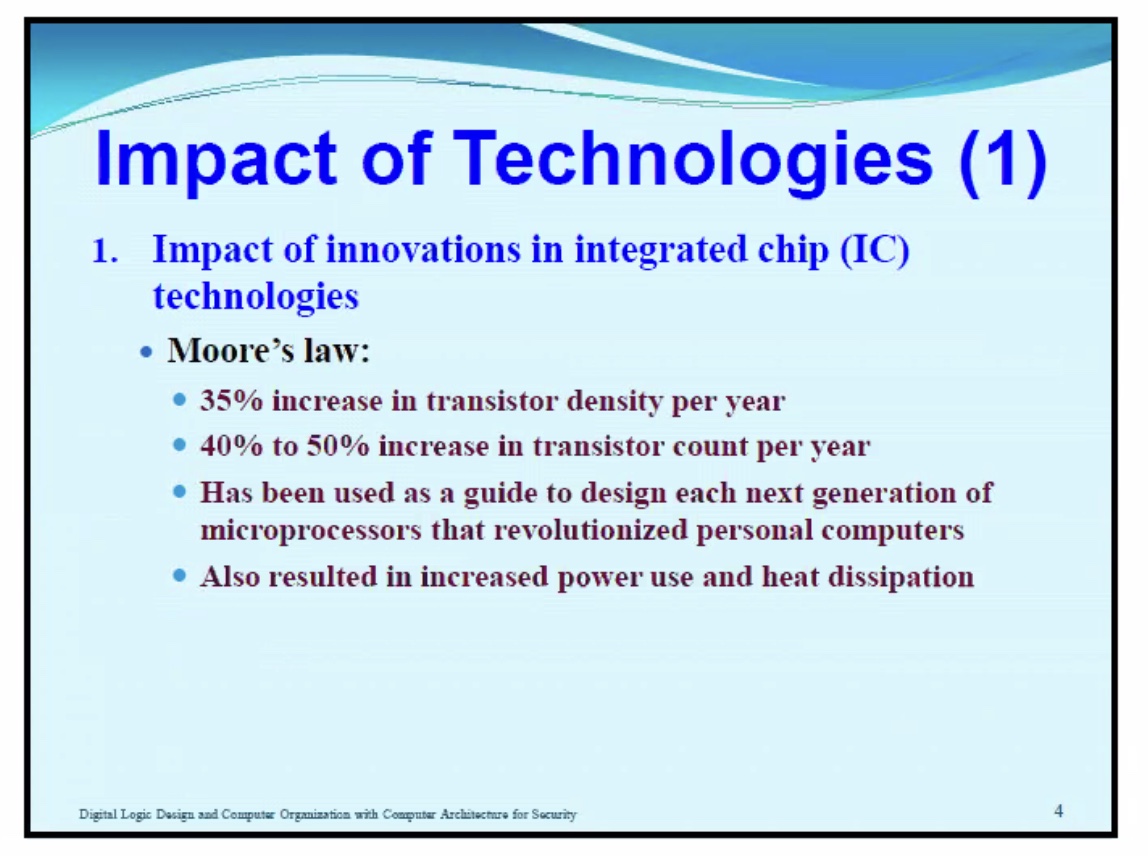 Impact of Technologies (1)
1. Impact of innovations in integrated chip (IC)
technologies
• Moore's law:
• 35% increase in transistor density per year
• 40% to 50% increase in transistor count per year
• Has been used as a guide to design each next generation of
microprocessors that revolutionized personal computers
• Also resulted in increased power use and heat dissipation
Digital Logic Design and Computer Organization with Computer Architecture for Security
4